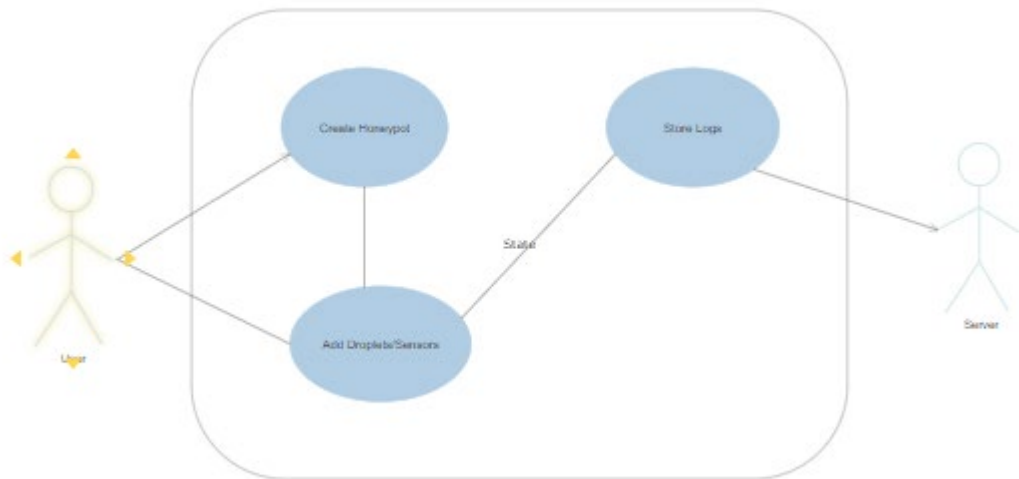 Create Honeypot
Store Logs
State
Add Droplets/Sensors
User
Server